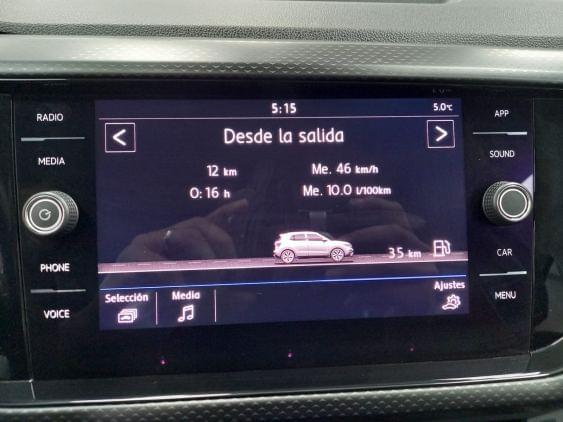 RADIO
MEDIA
PHONE
VOICE
5:15
5.0°C
<
Desde la salida
>
12 km
Me. 46 km/h
0:16 h
Me. 10.0 l/100km
35 km
Selección
Media
Ajustes
APP
SOUND
CAR
MENU